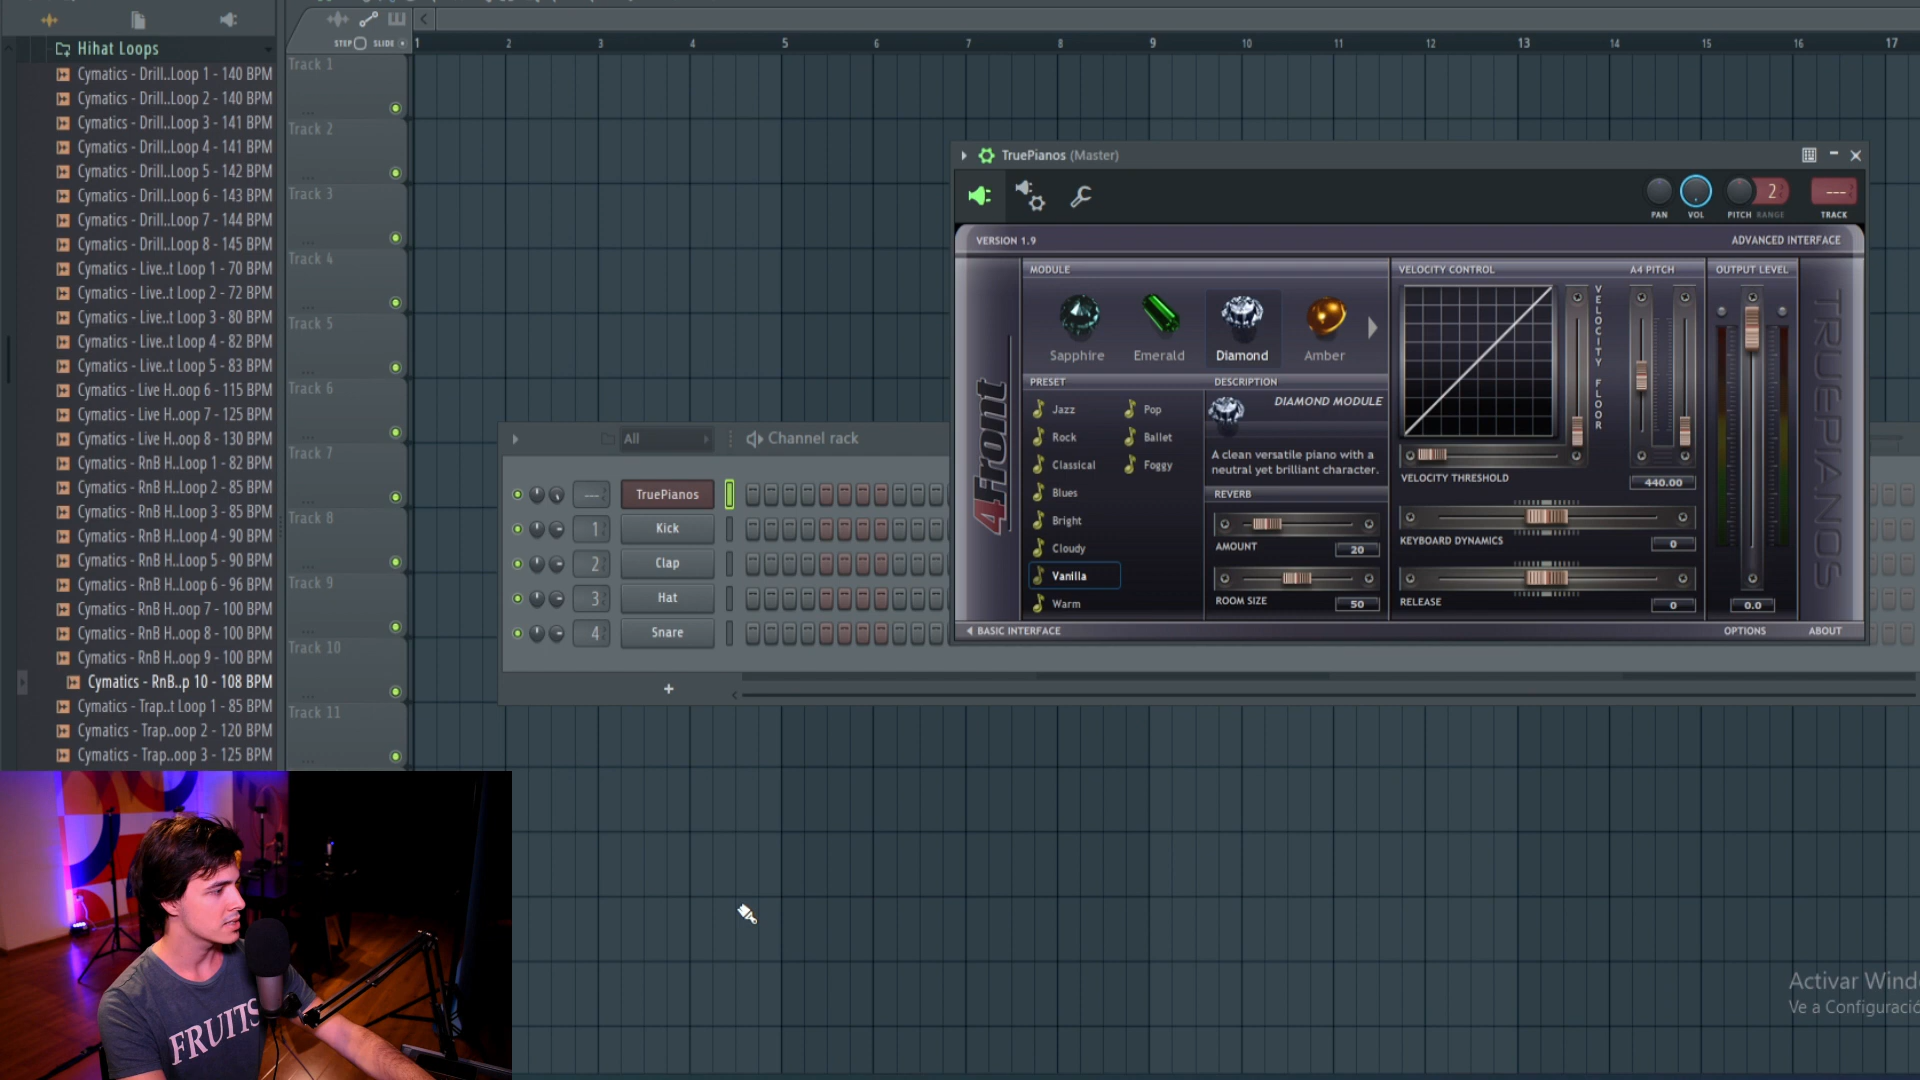 Hihat Loops
Cymatics - Drill..Loop 1 - 140 BPM
Cymatics - Drill..Loop 2 - 140 BPM
Cymatics - Drill..Loop 3 - 141 BPM
Cymatics - Drill..Loop 4 - 141 BPM
Cymatics - Drill..Loop 5 - 142 BPM
Cymatics - Drill..Loop 6 - 143 BPM
Cymatics - Drill..Loop 7 - 144 BPM
Cymatics - Drill..Loop 8 - 145 BPM
Cymatics - Live..t Loop 1 - 70 BPM
Cymatics - Live..t Loop 2 - 72 BPM
Cymatics - Live..t Loop 3 - 80 BPM
Cymatics - Live..t Loop 4 - 82 BPM
Cymatics - Live..t Loop 5 - 83 BPM
Cymatics - Live H..oop 6 - 115 BPM
Cymatics - Live H..oop 7 - 125 BPM
Cymatics - Live H..oop 8 - 130 BPM
Cymatics - RnB H..Loop 1 - 82 BPM
Cymatics - RnB H..Loop 2 - 85 BPM
Cymatics - RnB H..Loop 3 - 85 BPM
Cymatics - RnB H..Loop 4 - 90 BPM
Cymatics - RnB H..Loop 5 - 90 BPM
Cymatics - RnB H..Loop 6 - 96 BPM
Cymatics - RnB H..oop 7 - 100 BPM
Cymatics - RnB H..oop 8 - 100 BPM
Cymatics - RnB H..oop 9 - 100 BPM
Cymatics - RnB..p 10 - 108 BPM
Cymatics - Trap..t Loop 1 - 85 BPM
Cymatics - Trap..oop 2 - 120 BPM
Cymatics - Trap..oop 3 - 125 BPM
STEP SLIDE
1 2 3 4 5 6 7 8 9 10 11 12 13 14 15 16 17
Track 1
Track 2
Track 3
Track 4
Track 5
Track 6
Track 7
Track 8
Track 9
Track 10
Track 11
All Channel rack
--- TruePianos
1 Kick
2 Clap
3 Hat
4 Snare
+
TruePianos (Master)
2 ---
PAN VOL PITCH RANGE TRACK
VERSION 1.9 ADVANCED INTERFACE
4Front
MODULE
Sapphire Emerald Diamond Amber
PRESET
Jazz Pop
Rock Ballet
Classical Foggy
Blues
Bright
Cloudy
Vanilla
Warm
DESCRIPTION
DIAMOND MODULE
A clean versatile piano with a
neutral yet brilliant character.
REVERB
AMOUNT 20
ROOM SIZE 50
VELOCITY CONTROL
VELOCITY FLOOR
VELOCITY THRESHOLD
A4 PITCH
440.00
KEYBOARD DYNAMICS 0
RELEASE 0
OUTPUT LEVEL
0.0
TRUEPIANOS
BASIC INTERFACE OPTIONS ABOUT
FRUITS
Activar Wind
Ve a Configuració